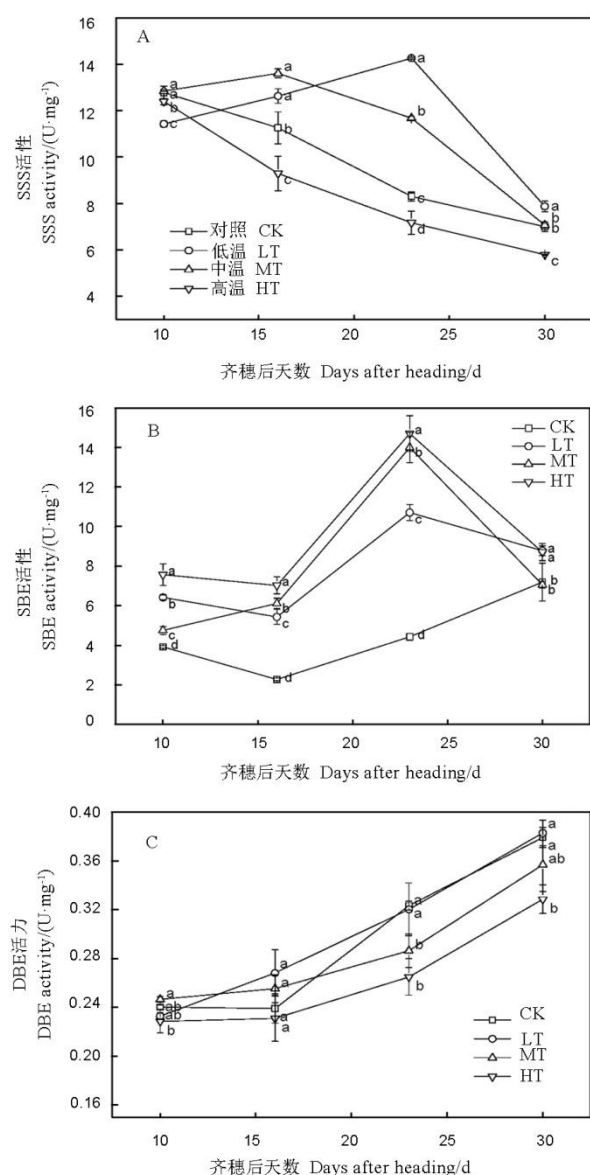 A
SSS活性
SSS activity/(U·mg⁻¹)
16
14
12
10
8
6
4
a
a
b
c
a
a
b
c
a
b
c
d
a
b
b
c
对照 CK
低温 LT
中温 MT
高温 HT
10 15 20 25 30
齐穗后天数 Days after heading/d
B
SBE活性
SBE activity/(U·mg⁻¹)
16
14
12
10
8
6
4
2
0
CK
LT
MT
HT
a
b
c
d
a
b
c
d
a
b
c
d
a
a
b
b
10 15 20 25 30
齐穗后天数 Days after heading/d
C
DBE活力
DBE activity/(U·mg⁻¹)
0.40
0.36
0.32
0.28
0.24
0.20
0.16
a
ab
ab
b
a
a
a
a
a
a
b
b
a
a
ab
b
CK
LT
MT
HT
10 15 20 25 30
齐穗后天数 Days after heading/d